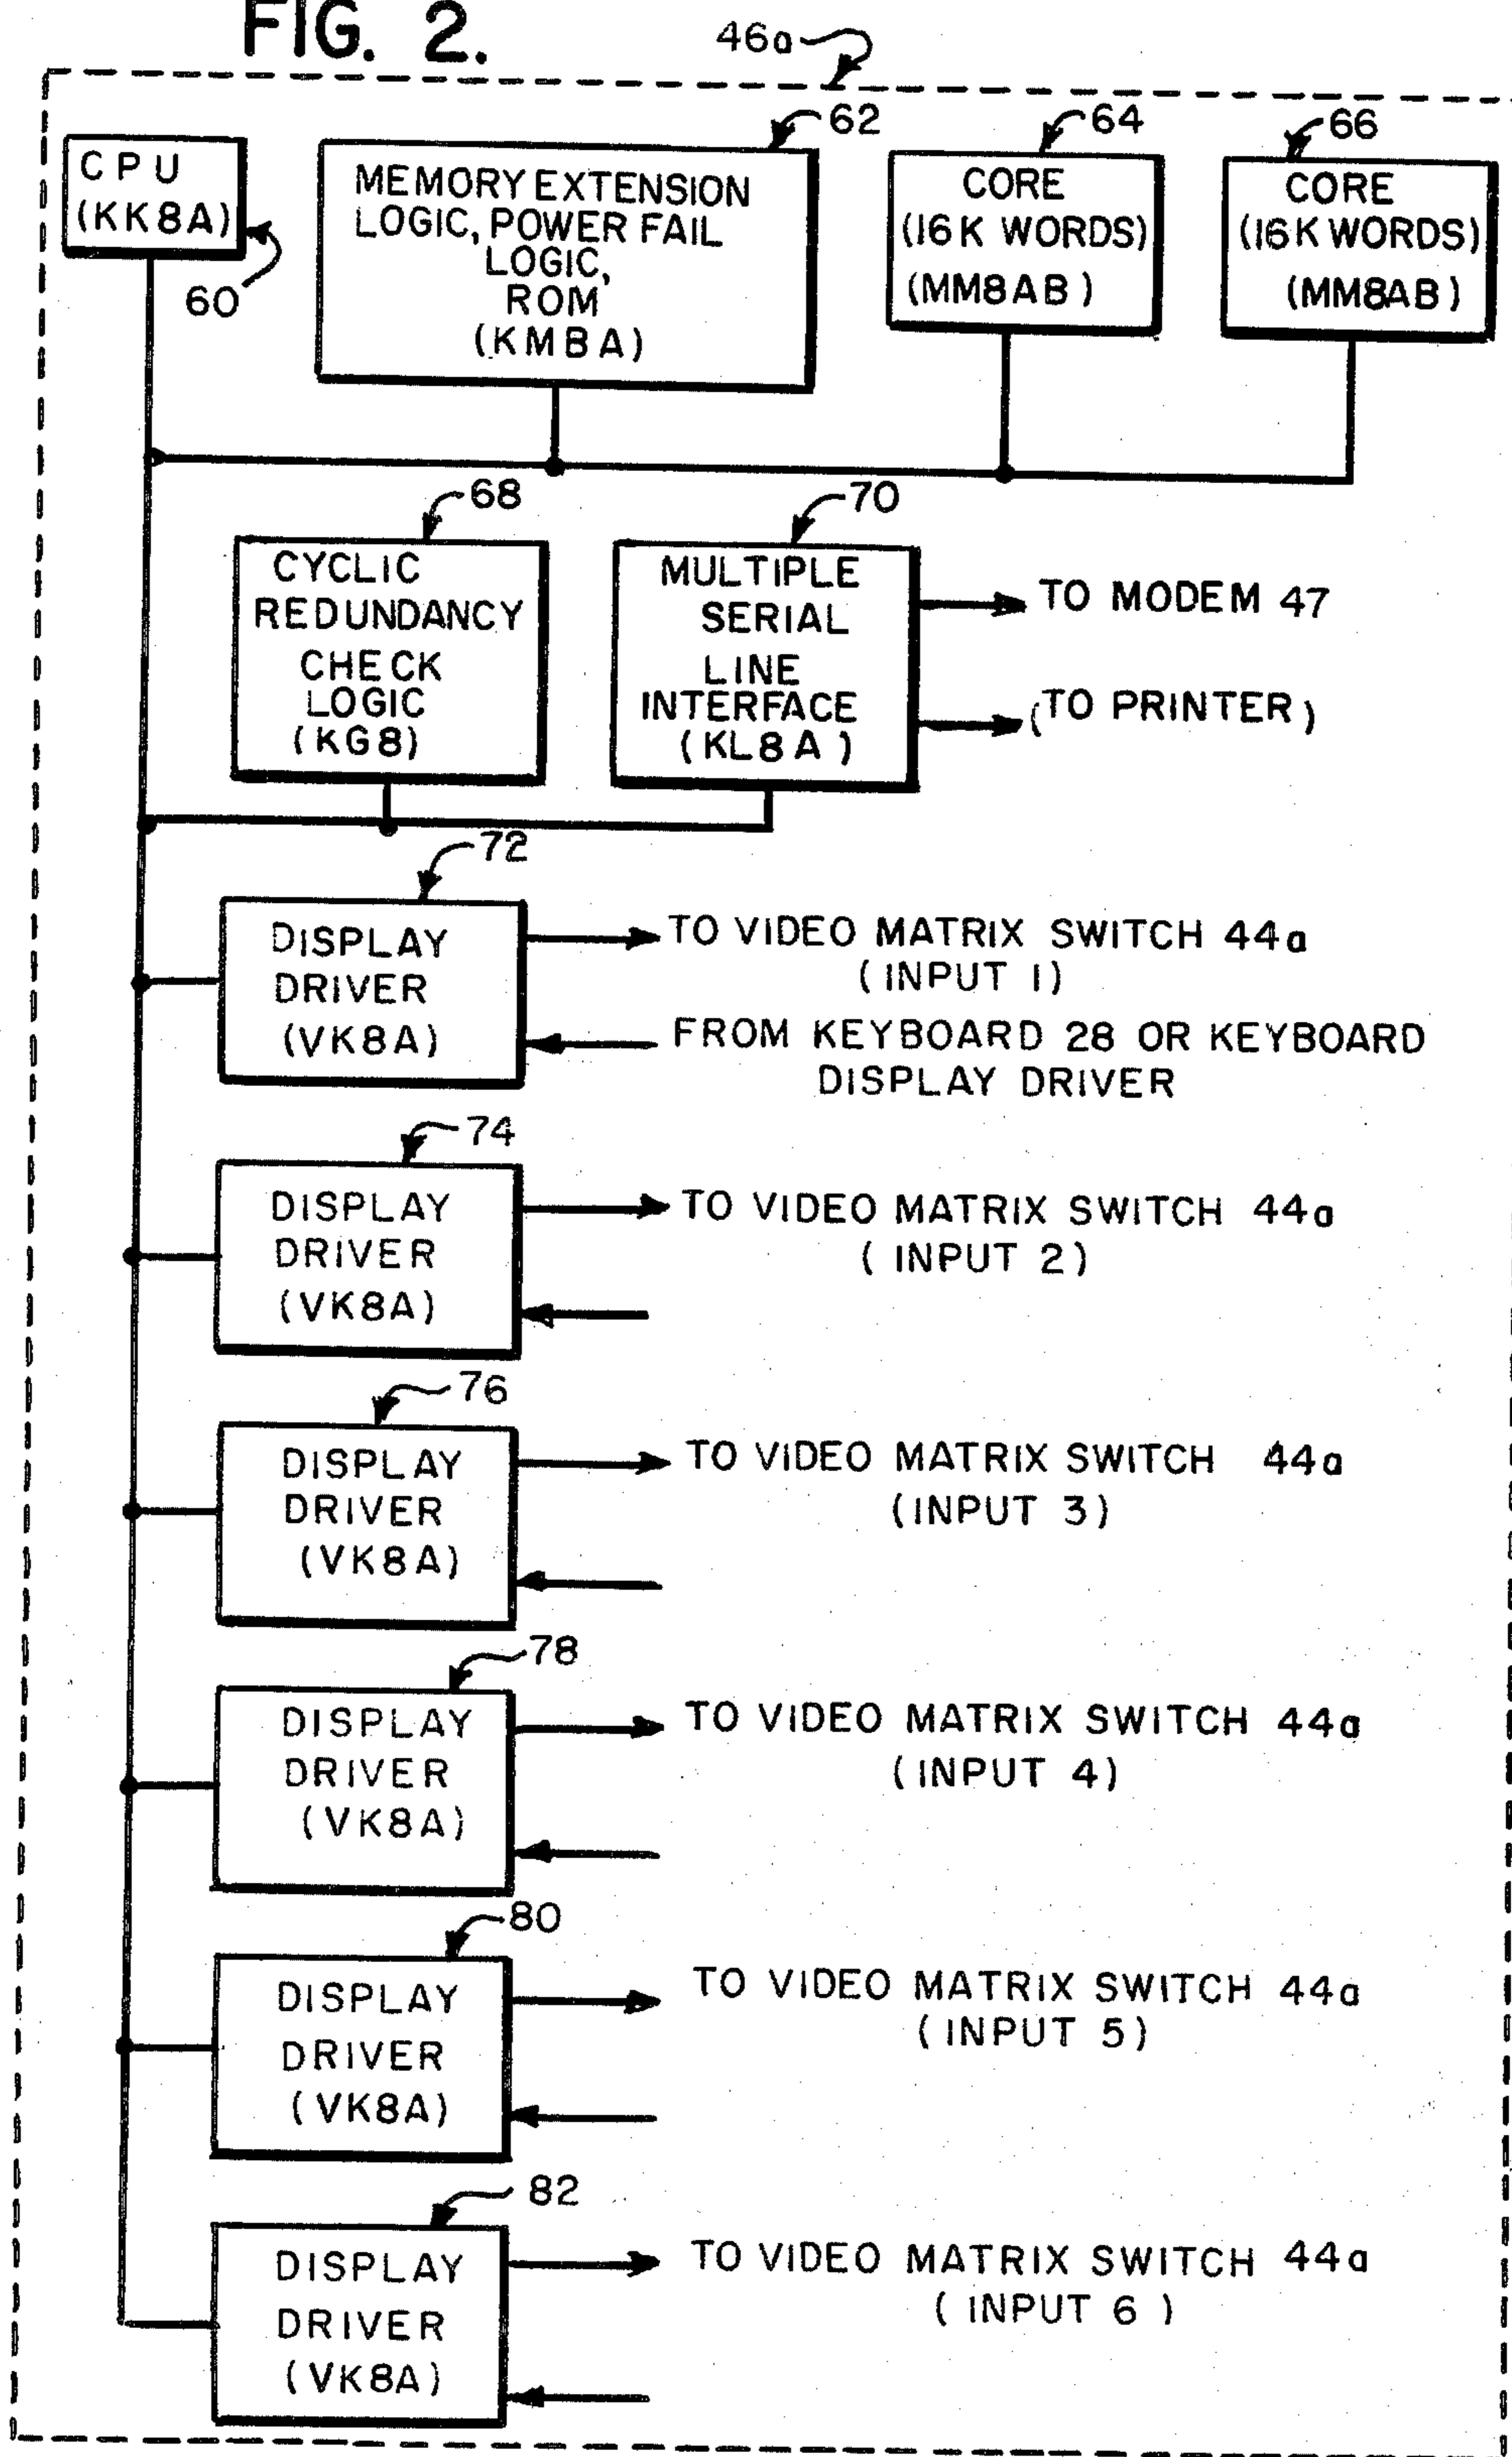 FIG. 2.
46a
CPU
(KK8A)
60
62
MEMORY EXTENSION
LOGIC, POWER FAIL
LOGIC,
ROM
(KM8A)
64
CORE
(16K WORDS)
(MM8AB)
66
CORE
(16K WORDS)
(MM8AB)
68
CYCLIC
REDUNDANCY
CHECK
LOGIC
(KG8)
70
MULTIPLE
SERIAL
LINE
INTERFACE
(KL8A)
TO MODEM 47
(TO PRINTER)
72
DISPLAY
DRIVER
(VK8A)
TO VIDEO MATRIX SWITCH 44a
(INPUT 1)
FROM KEYBOARD 28 OR KEYBOARD
DISPLAY DRIVER
74
DISPLAY
DRIVER
(VK8A)
TO VIDEO MATRIX SWITCH 44a
(INPUT 2)
76
DISPLAY
DRIVER
(VK8A)
TO VIDEO MATRIX SWITCH 44a
(INPUT 3)
78
DISPLAY
DRIVER
(VK8A)
TO VIDEO MATRIX SWITCH 44a
(INPUT 4)
80
DISPLAY
DRIVER
(VK8A)
TO VIDEO MATRIX SWITCH 44a
(INPUT 5)
82
DISPLAY
DRIVER
(VK8A)
TO VIDEO MATRIX SWITCH 44a
(INPUT 6)